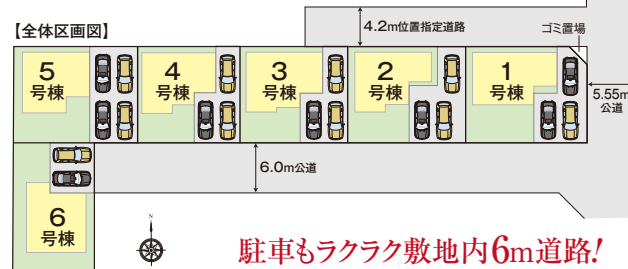 【全体区画図】
4.2m位置指定道路
ゴミ置場
5
号棟
4
号棟
3
号棟
2
号棟
1
号棟
5.55m
公道
6.0m公道
6
号棟
N
駐車もラクラク敷地内6m道路!